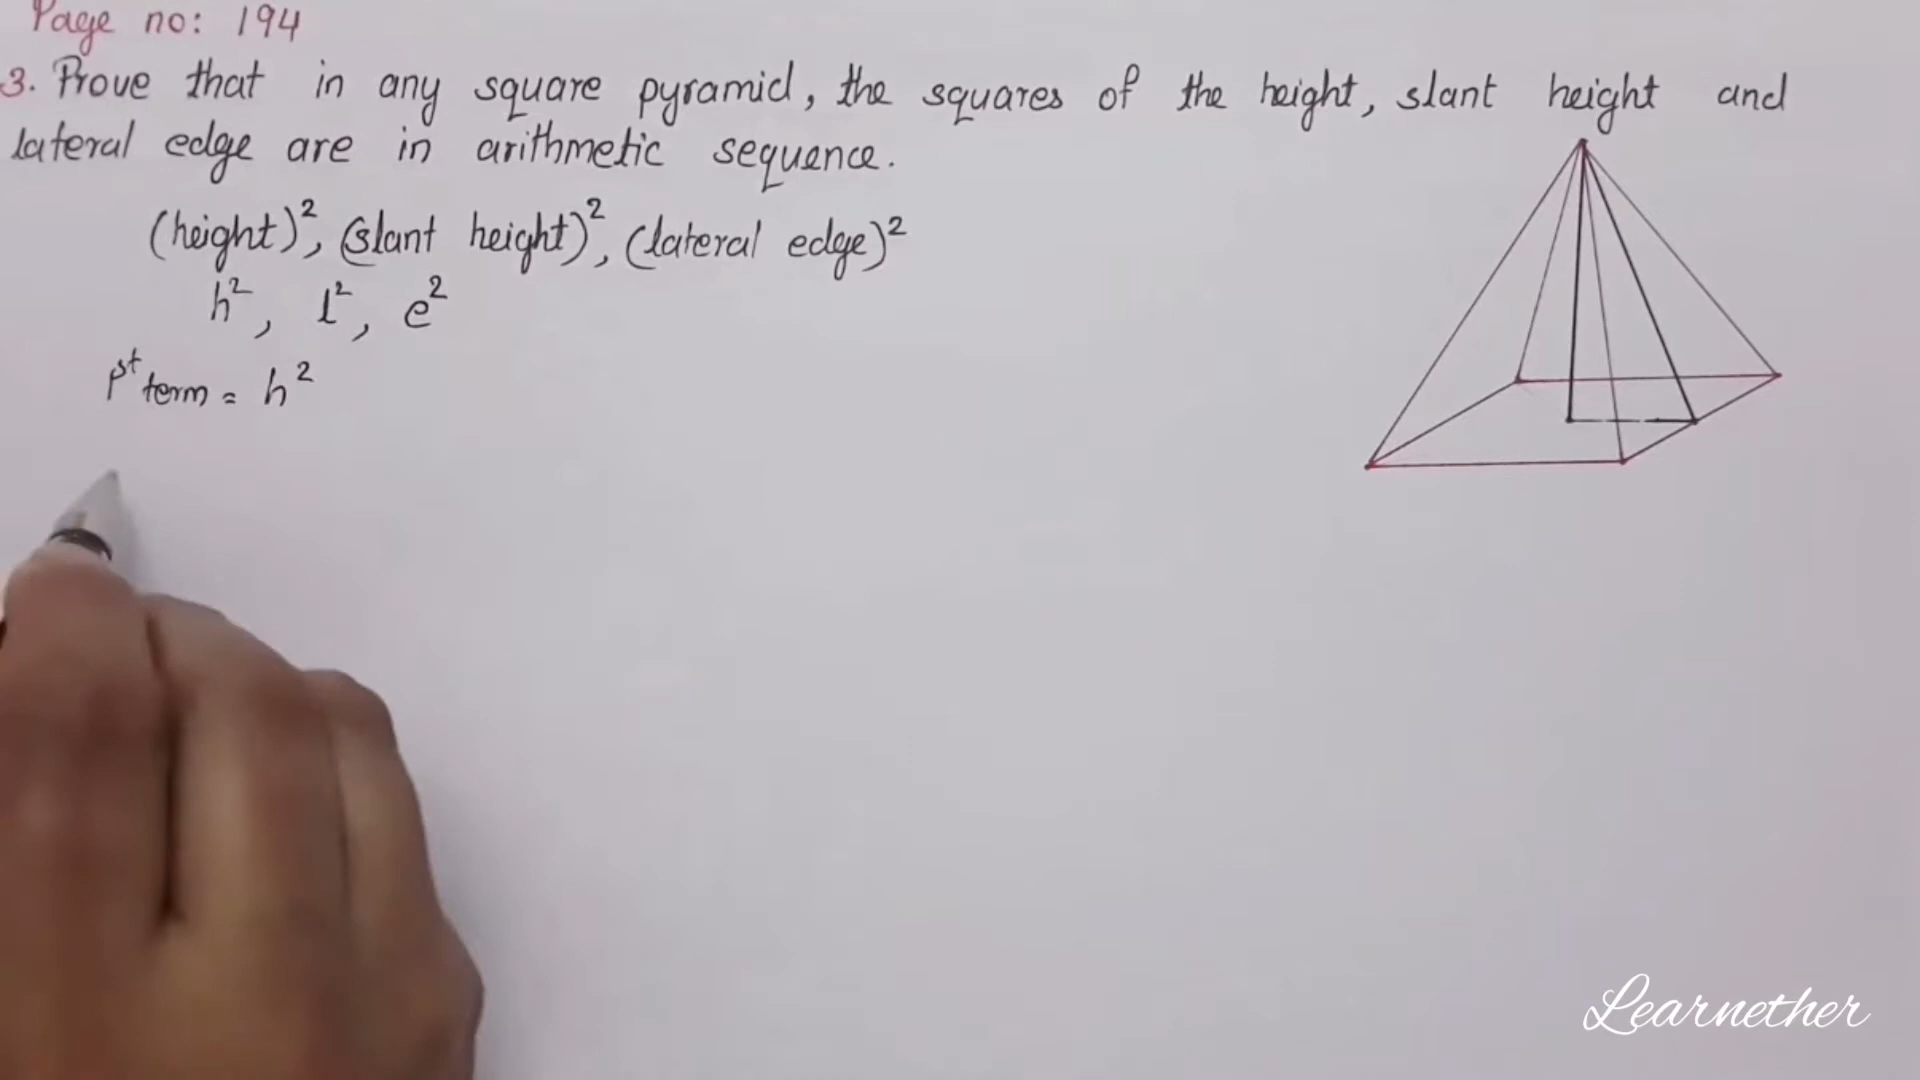 Page no: 194
3. Prove that in any square pyramid, the squares of the height, slant height and
lateral edge are in arithmetic sequence.
(height)², (slant height)², (lateral edge)²
h², l², e²
1st term = h²
Learnether